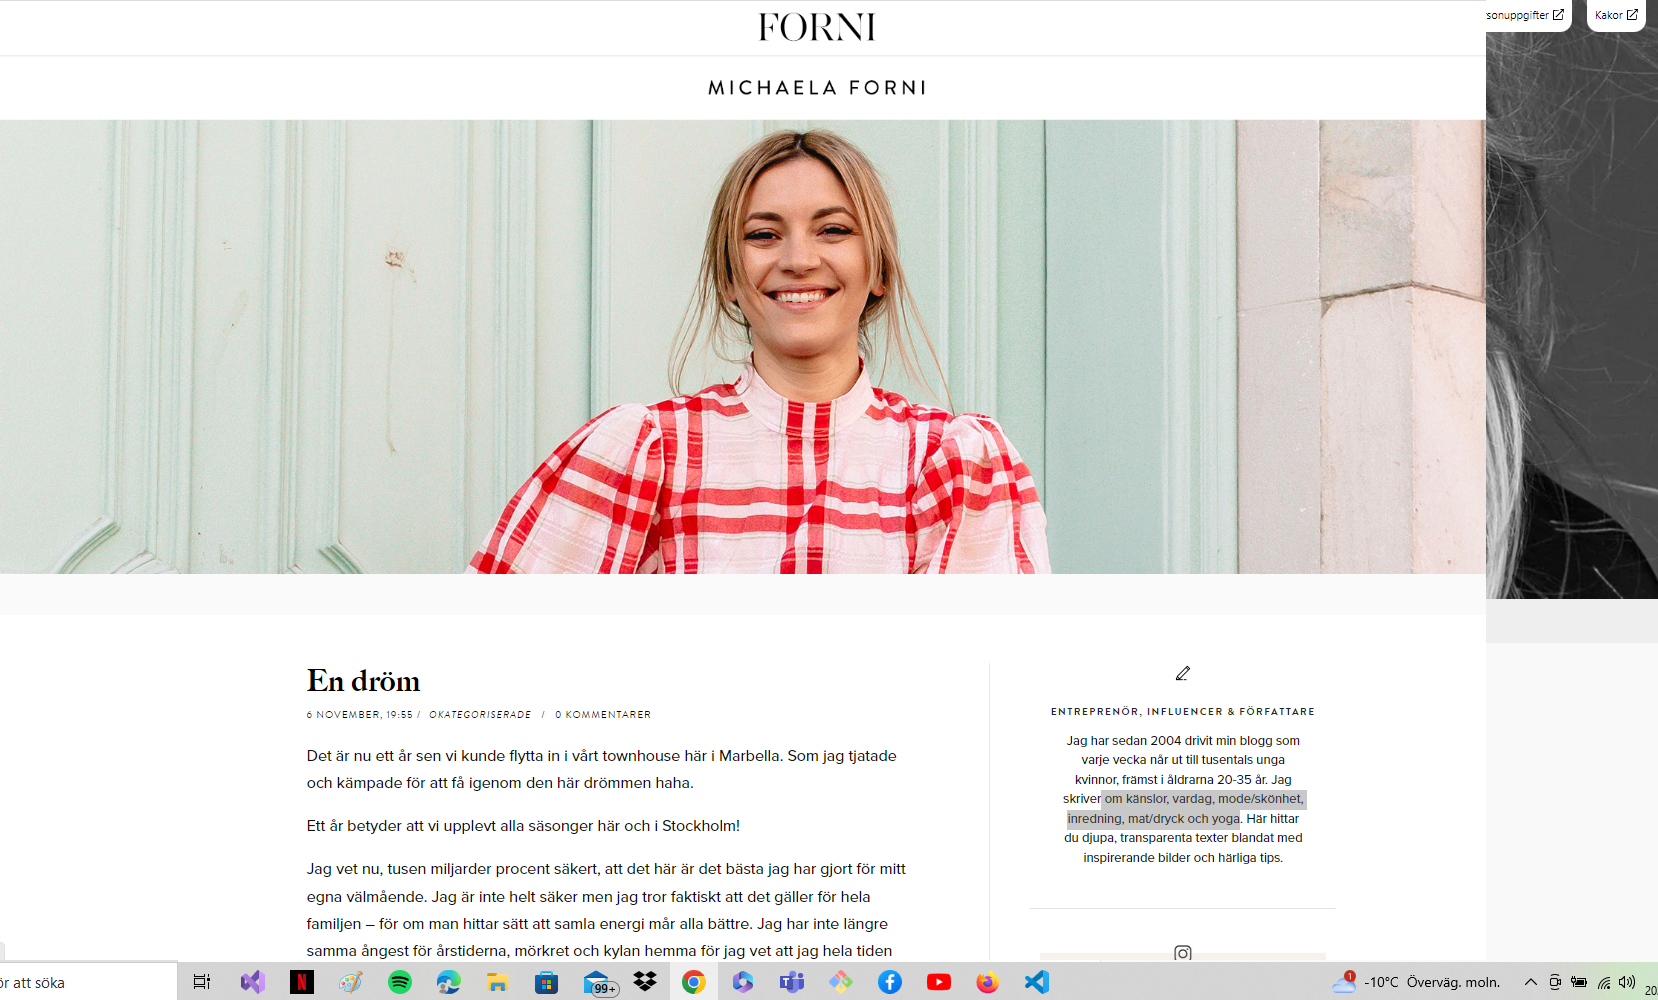 FORNI
sonuppgifter
Kakor
MICHAELA FORNI
En dröm
6 NOVEMBER, 19:55 / OKATEGORISERADE / 0 KOMMENTARER
Det är nu ett år sen vi kunde flytta in i vårt townhouse här i Marbella. Som jag tjatade
och kämpade för att få igenom den här drömmen haha.
Ett år betyder att vi upplevt alla säsonger här och i Stockholm!
Jag vet nu, tusen miljarder procent säkert, att det här är det bästa jag har gjort för mitt
egna välmående. Jag är inte helt säker men jag tror faktiskt att det gäller för hela
familjen – för om man hittar sätt att samla energi mår alla bättre. Jag har inte längre
samma ångest för årstiderna, mörkret och kylan hemma för jag vet att jag hela tiden
ENTREPRENÖR, INFLUENCER & FÖRFATTARE
Jag har sedan 2004 drivit min blogg som
varje vecka når ut till tusentals unga
kvinnor, främst i åldrarna 20-35 år. Jag
skriver om känslor, vardag, mode/skönhet,
inredning, mat/dryck och yoga. Här hittar
du djupa, transparenta texter blandat med
inspirerande bilder och härliga tips.
ör att söka
99+
1
-10°C Överväg. moln.
20